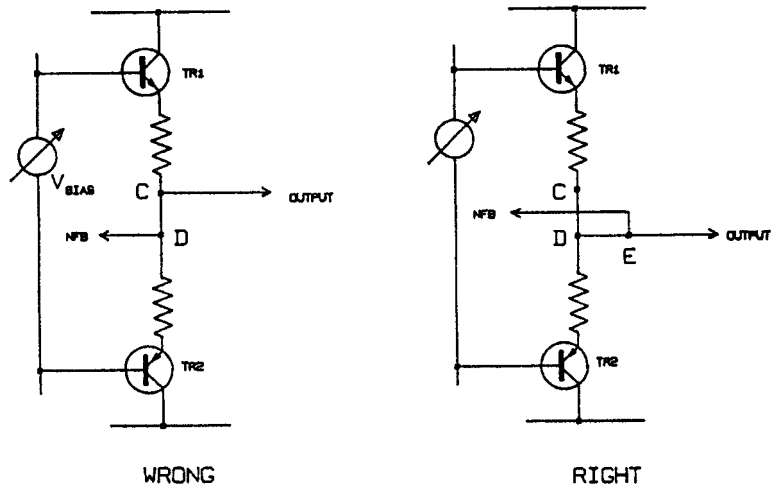 TR1
V BIAS
C
OUTPUT
NFB
D
TR2
WRONG
TR1
C
NFB
D
E
OUTPUT
TR2
RIGHT